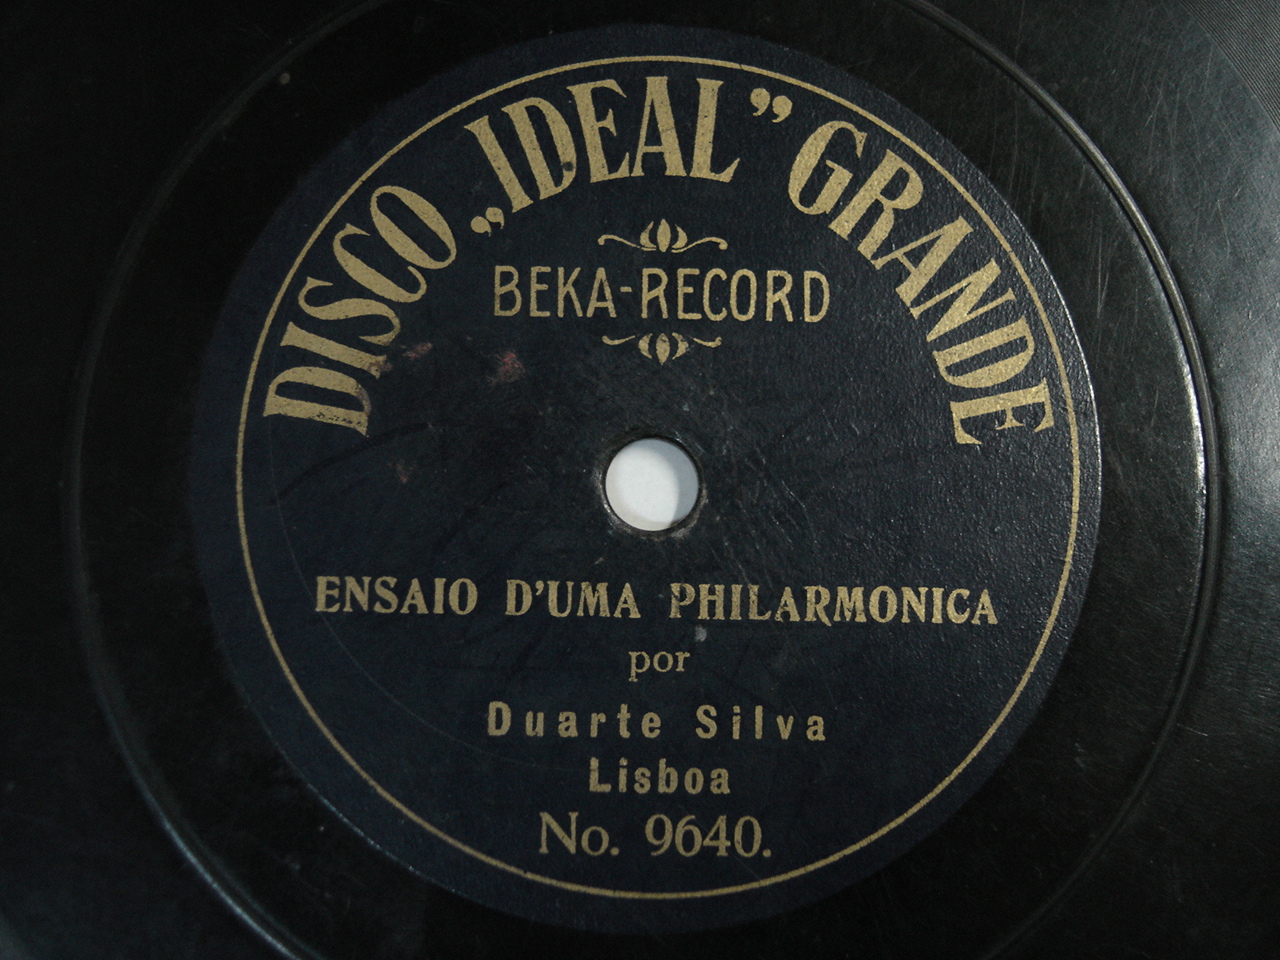 DISCO „IDEAL” GRANDE
BEKA-RECORD
ENSAIO D'UMA PHILARMONICA
por
Duarte Silva
Lisboa
No. 9640.